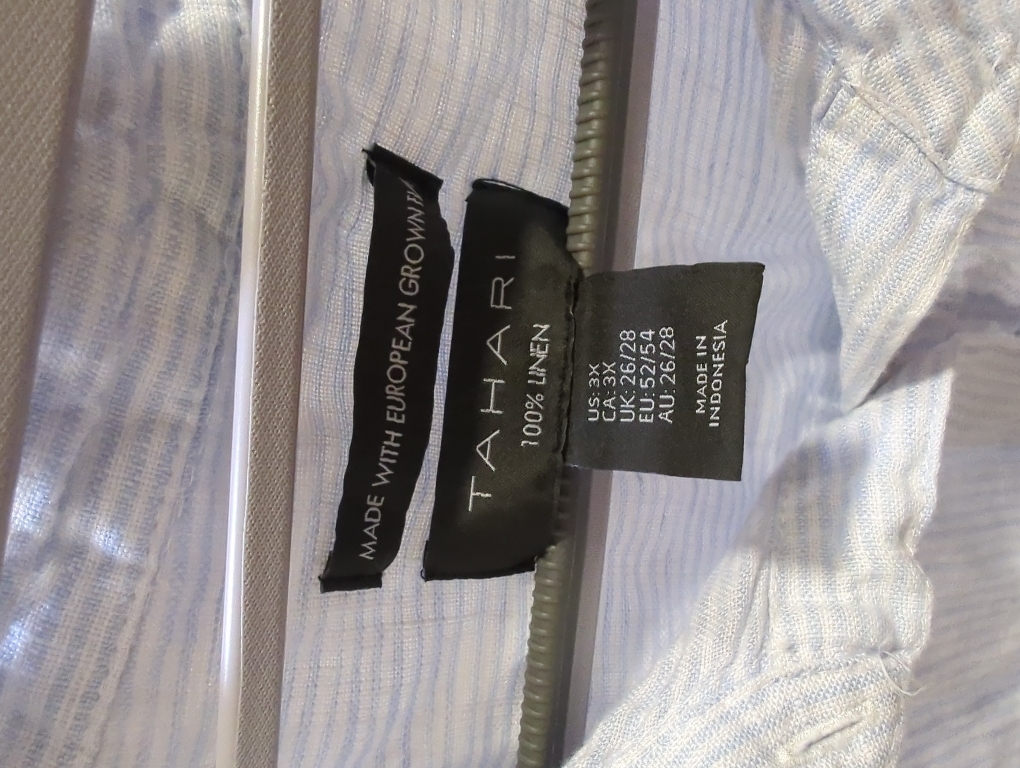 MADE WITH EUROPEAN GROWN
TAHARI
100% LINEN
US: 3X
CA: 3X
UK: 26/28
EU: 52/54
AU: 26/28
MADE IN
INDONESIA